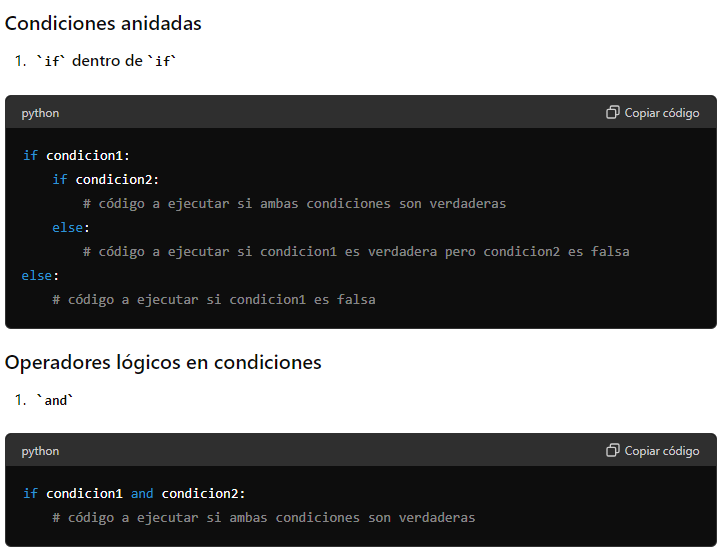 Condiciones anidadas
1. `if` dentro de `if`
python Copiar código
if condicion1:
    if condicion2:
        # código a ejecutar si ambas condiciones son verdaderas
    else:
        # código a ejecutar si condicion1 es verdadera pero condicion2 es falsa
else:
    # código a ejecutar si condicion1 es falsa
Operadores lógicos en condiciones
1. `and`
python Copiar código
if condicion1 and condicion2:
    # código a ejecutar si ambas condiciones son verdaderas